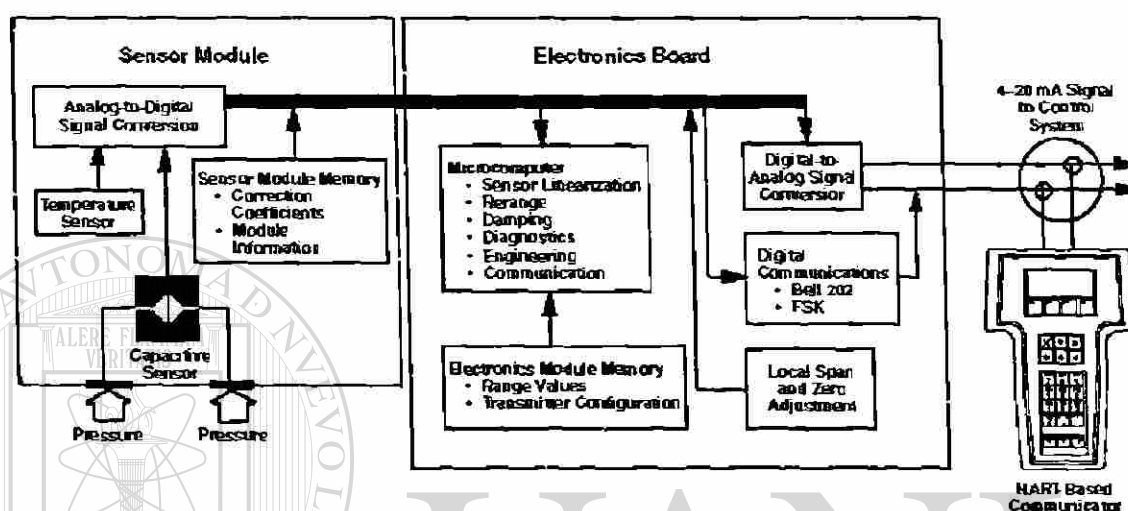 Sensor Module
Analog-to-Digital
Signal Conversion
Temperature
Sensor
Sensor Module Memory
• Correction
Coefficients
• Module
Information
Capacitive
Sensor
Pressure
Pressure
Electronics Board
Microcomputer
• Sensor Linearization
• Rerange
• Damping
• Diagnostics
• Engineering
• Communication
Electronics Module Memory
• Range Values
• Transmitter Configuration
Digital-to-
Analog Signal
Conversion
Digital
Communications
• Bell 202
• FSK
Local Span
and Zero
Adjustment
4–20 mA Signal
to Control
System
HART-Based
Communicator
ALERE FLAMMAM
VERITATIS